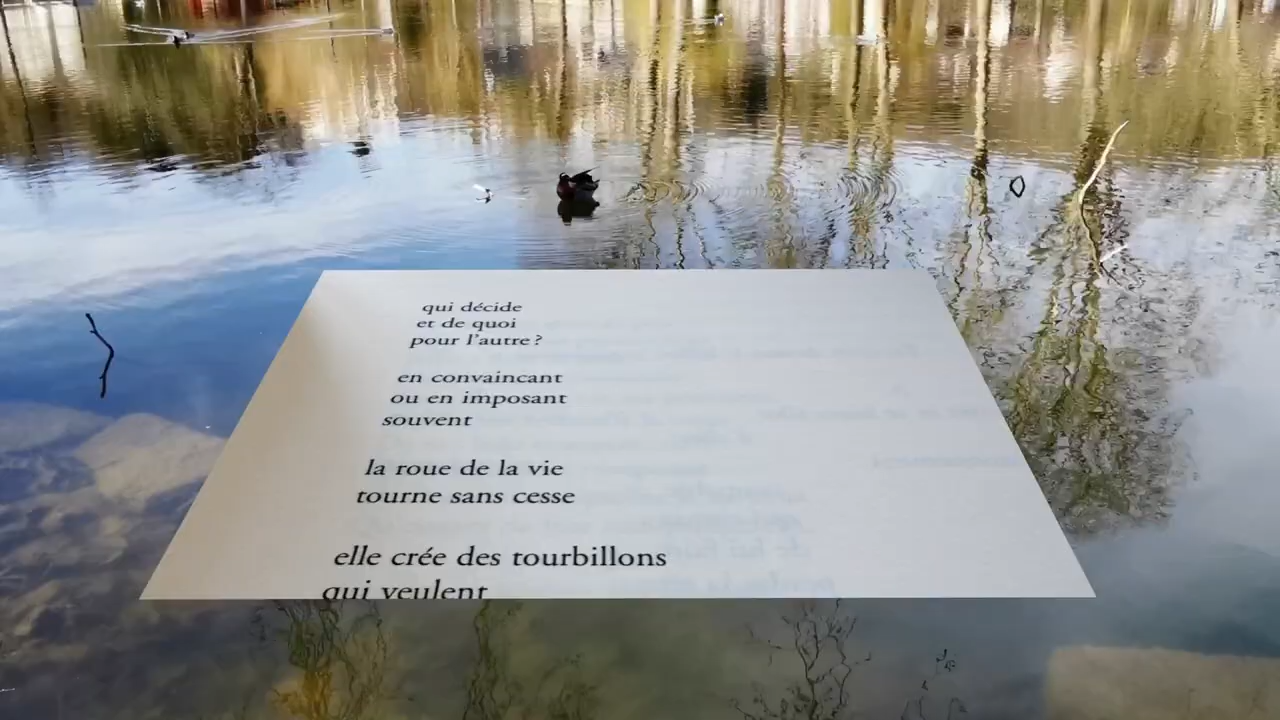 qui décide
et de quoi
pour l'autre ?
en convaincant
ou en imposant
souvent
la roue de la vie
tourne sans cesse
elle crée des tourbillons
qui veulent